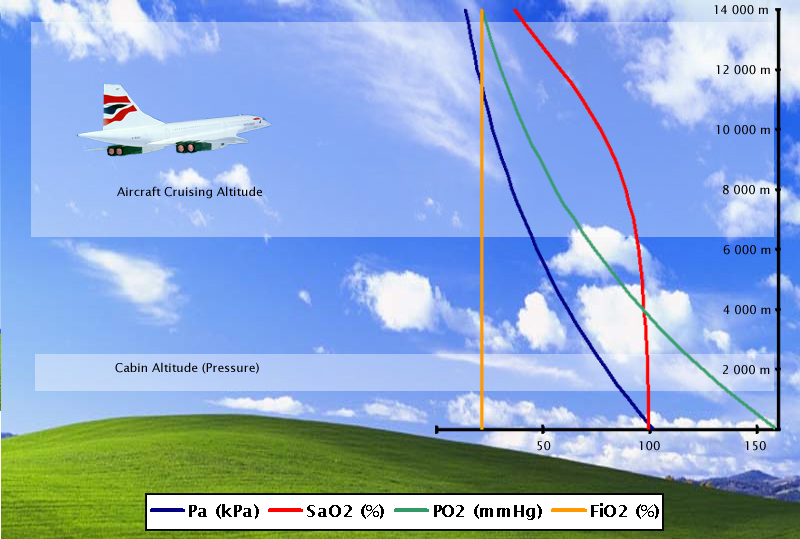 14 000 m
12 000 m
10 000 m
Aircraft Cruising Altitude
8 000 m
6 000 m
4 000 m
Cabin Altitude (Pressure)
2 000 m
50 100 150
Pa (kPa) SaO2 (%) PO2 (mmHg) FiO2 (%)